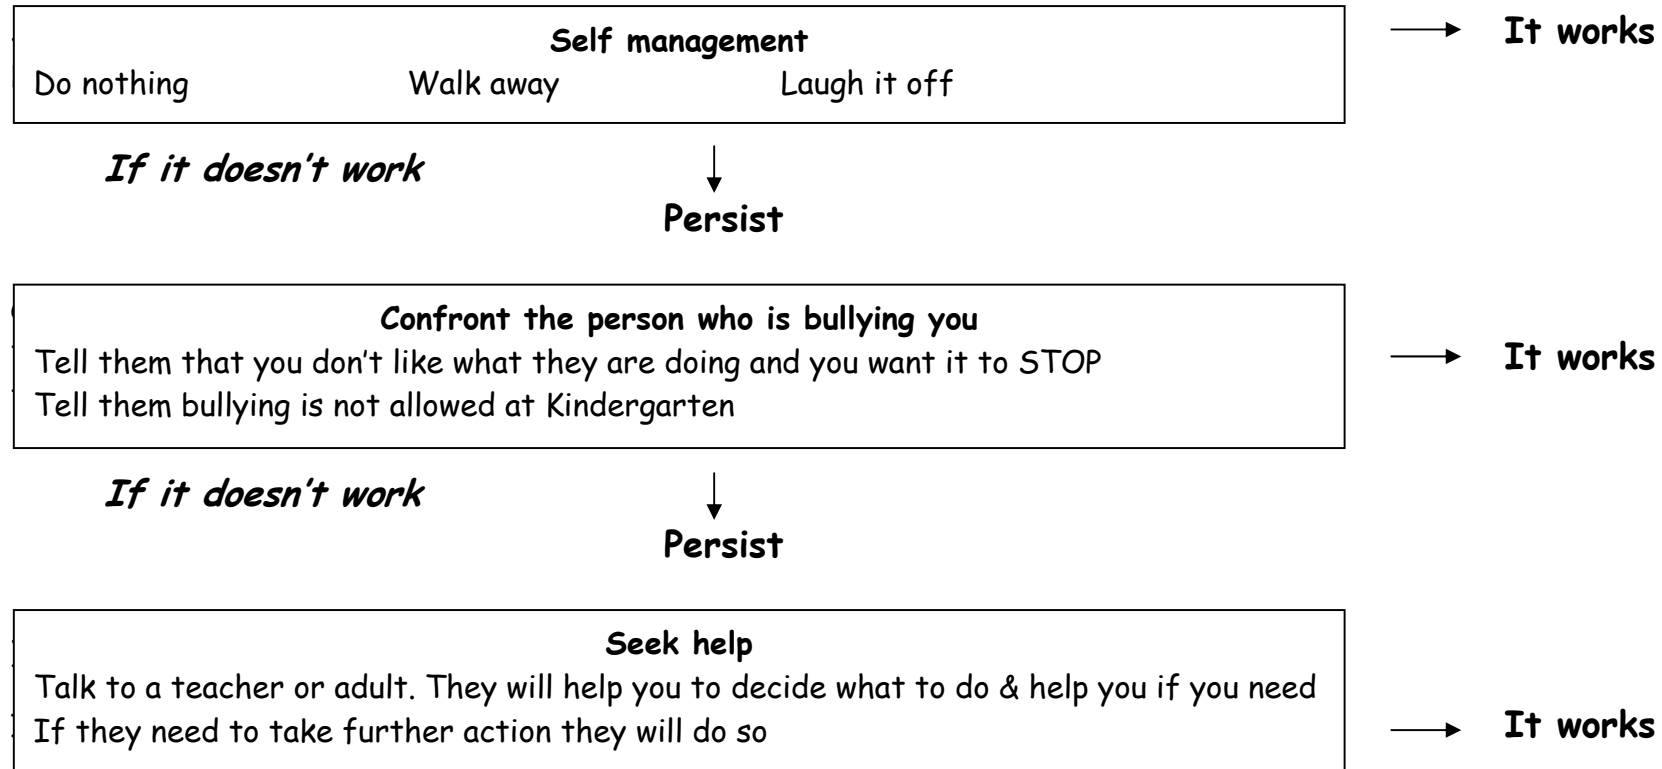 Self management
It works
Do nothing Walk away Laugh it off
If it doesn't work
Persist
Confront the person who is bullying you
Tell them that you don't like what they are doing and you want it to STOP
It works
Tell them bullying is not allowed at Kindergarten
If it doesn't work
Persist
Seek help
Talk to a teacher or adult. They will help you to decide what to do & help you if you need
If they need to take further action they will do so
It works